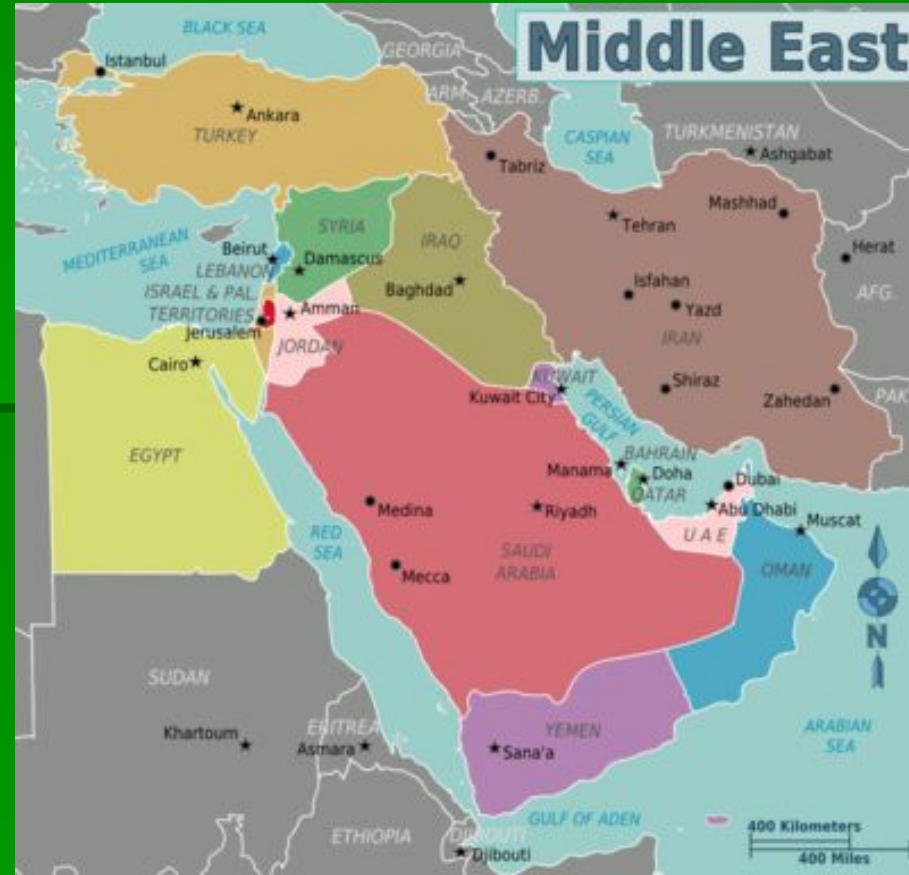 Middle East
BLACK SEA
Istanbul
GEORGIA
ARM.
AZERB.
Ankara
TURKEY
CASPIAN
SEA
TURKMENISTAN
Ashgabat
Tabriz
Tehran
Mashhad
Herat
AFG.
MEDITERRANEAN
SEA
SYRIA
Beirut
LEBANON
Damascus
IRAQ
Baghdad
Isfahan
Yazd
IRAN
ISRAEL & PAL.
TERRITORIES
Jerusalem
Amman
JORDAN
Cairo
EGYPT
KUWAIT
Kuwait City
Shiraz
Zahedan
PAK.
PERSIAN
GULF
BAHRAIN
Manama
Doha
QATAR
Dubai
Abu Dhabi
U A E
Muscat
Medina
Riyadh
RED
SEA
Mecca
SAUDI
ARABIA
OMAN
N
SUDAN
Khartoum
ERITREA
Asmara
YEMEN
Sana'a
ARABIAN
SEA
ETHIOPIA
DJIBOUTI
Djibouti
GULF OF ADEN
400 Kilometers
400 Miles